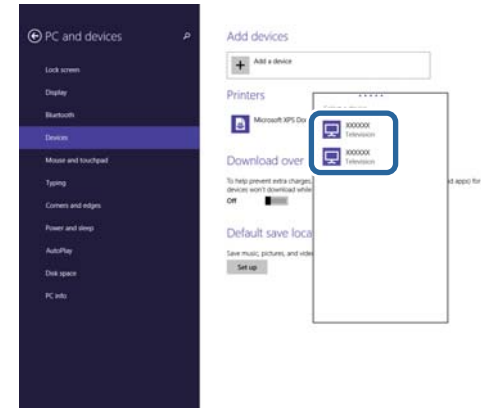 PC and devices
Lock screen
Display
Bluetooth
Devices
Mouse and touchpad
Typing
Corners and edges
Power and sleep
AutoPlay
Disk space
PC info
Add devices
Add a device
Printers
Microsoft XPS Do
XXXXXX
Television
XXXXXX
Television
Download over
To help prevent extra charges,
d apps) for
devices won't download while
Off
Default save loca
Save music, pictures, and vide
Set up